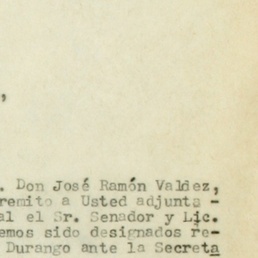 ,
. Don José Ramón Valdez,
remito a Usted adjunta -
al el Sr. Senador y Lic.
emos sido designados re-
Durango ante la Secreta